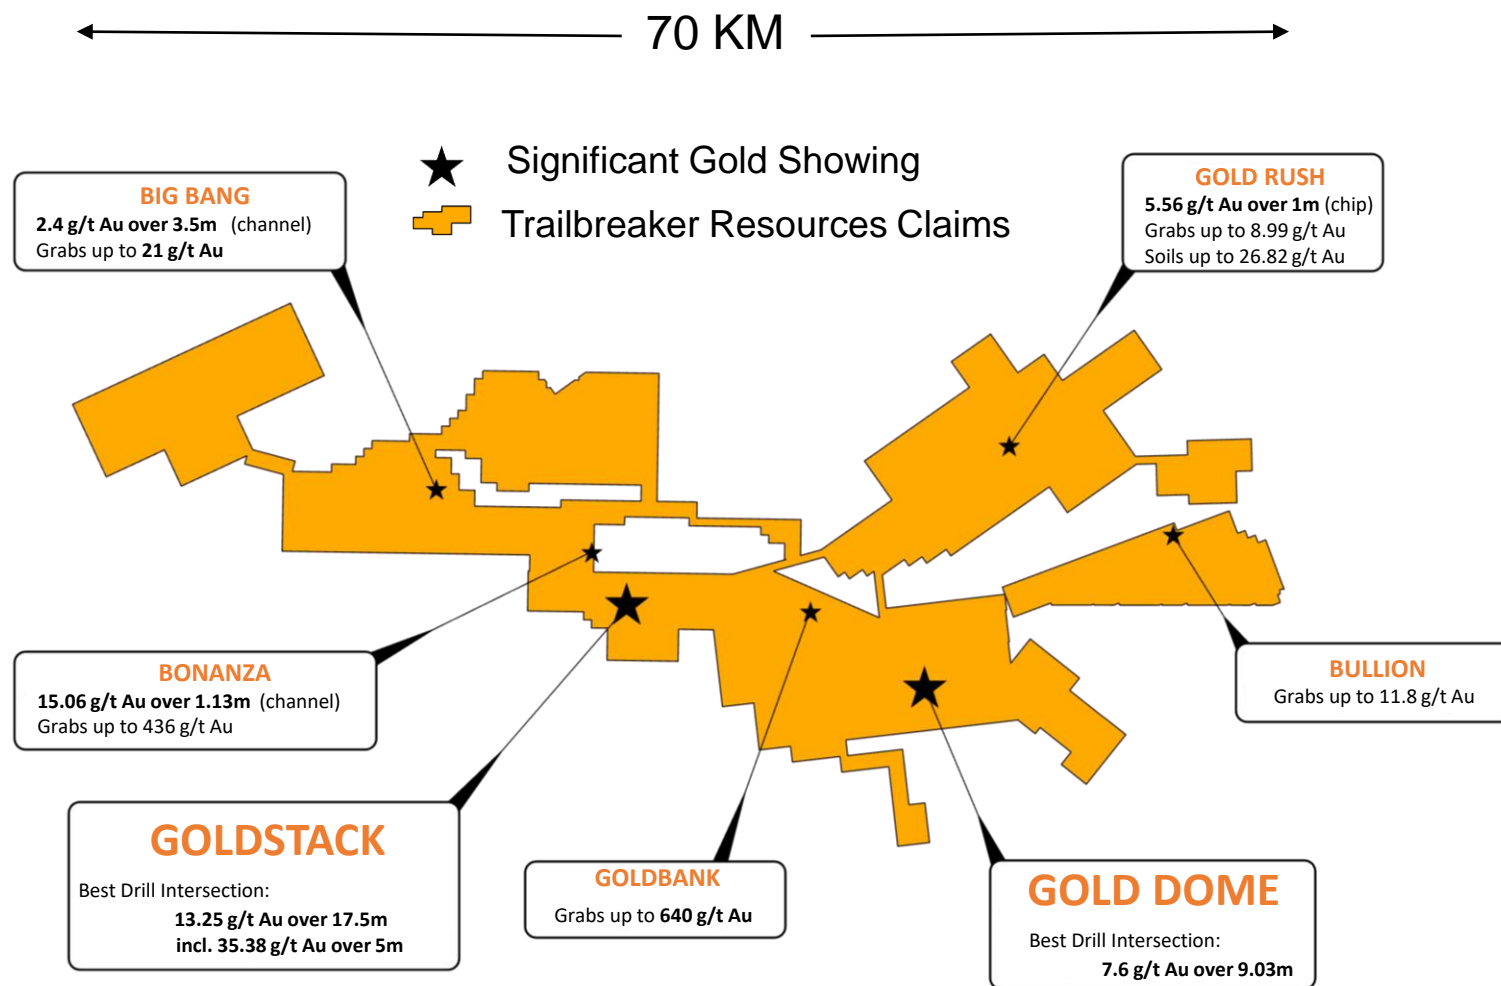 70 KM
Significant Gold Showing
Trailbreaker Resources Claims
BIG BANG
2.4 g/t Au over 3.5m (channel)
Grabs up to 21 g/t Au
GOLD RUSH
5.56 g/t Au over 1m (chip)
Grabs up to 8.99 g/t Au
Soils up to 26.82 g/t Au
BONANZA
15.06 g/t Au over 1.13m (channel)
Grabs up to 436 g/t Au
BULLION
Grabs up to 11.8 g/t Au
GOLDSTACK
Best Drill Intersection:
13.25 g/t Au over 17.5m
incl. 35.38 g/t Au over 5m
GOLDBANK
Grabs up to 640 g/t Au
GOLD DOME
Best Drill Intersection:
7.6 g/t Au over 9.03m